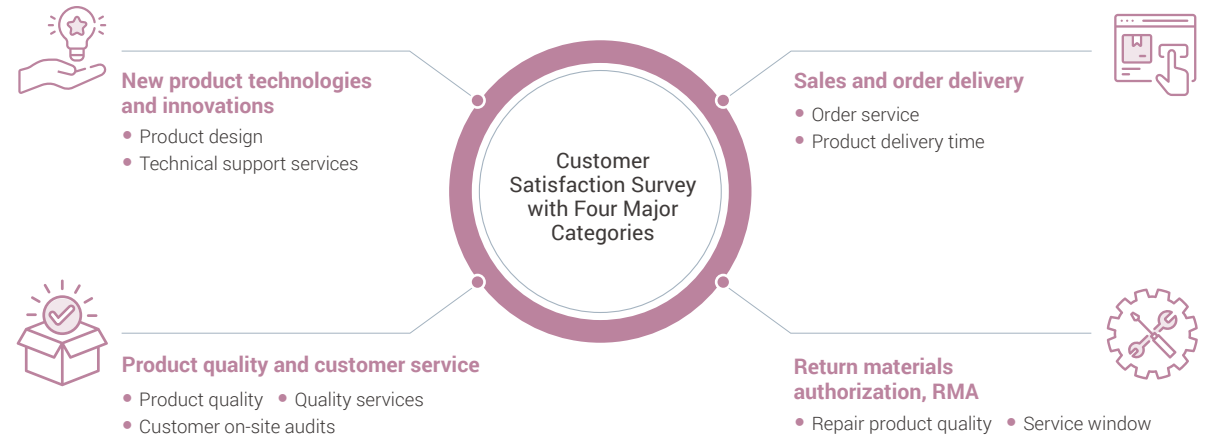 New product technologies
and innovations
• Product design
• Technical support services
Customer
Satisfaction Survey
with Four Major
Categories
Sales and order delivery
• Order service
• Product delivery time
Product quality and customer service
• Product quality • Quality services
• Customer on-site audits
Return materials
authorization, RMA
• Repair product quality • Service window